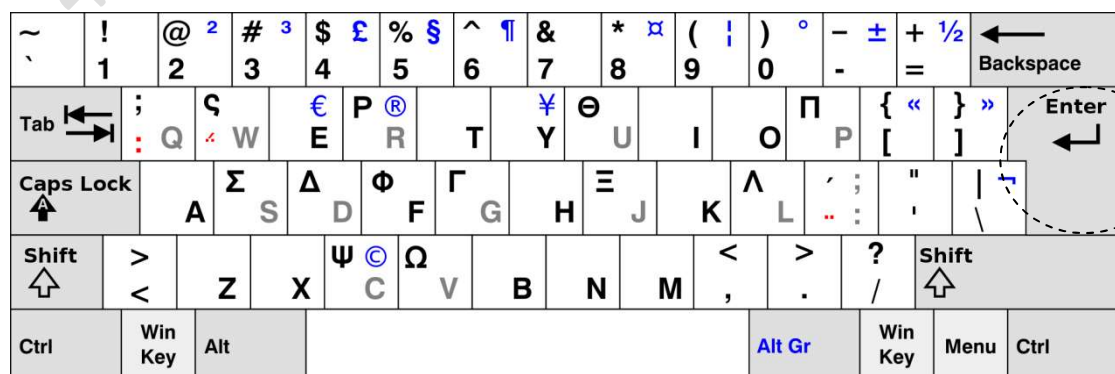 ~ ` ! 1 @ ² 2 # ³ 3 $ £ 4 % § 5 ^ ¶ 6 & 7 * ¤ 8 ( ¦ 9 ) ° 0 − ± - + ½ = Backspace
Tab ; : Q ς W € E Ρ ® R T ¥ Y Θ U I O Π P { « [ } » ] Enter
Caps Lock A A Σ S Δ D Φ F Γ G H Ξ J K Λ L ΄ ; ¨ : " ' | ¬ \
Shift > < Z X Ψ © C Ω V B N M < , > . ? / Shift
Ctrl Win Key Alt Alt Gr Win Key Menu Ctrl